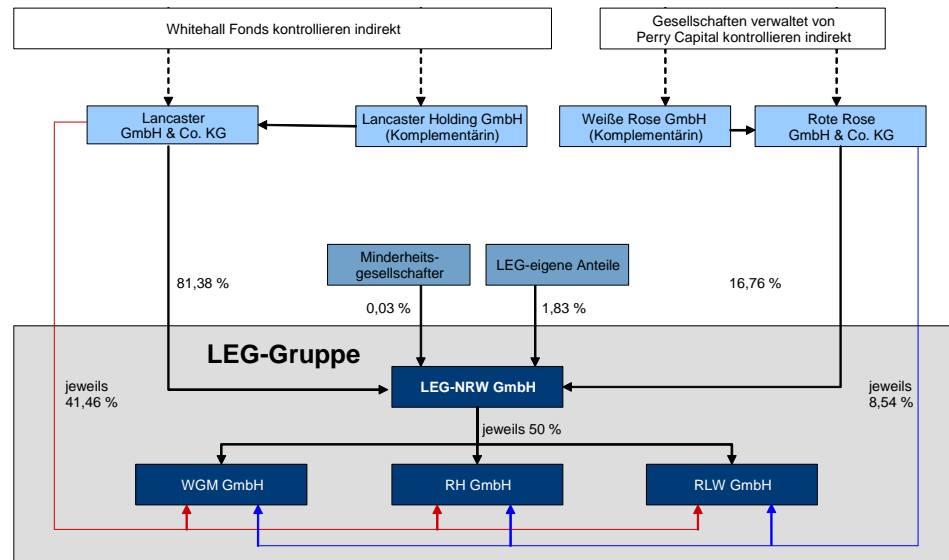 Whitehall Fonds kontrollieren indirekt
Gesellschaften verwaltet von
Perry Capital kontrollieren indirekt
Lancaster
GmbH & Co. KG
Lancaster Holding GmbH
(Komplementärin)
Weiße Rose GmbH
(Komplementärin)
Rote Rose
GmbH & Co. KG
Minderheits-
gesellschafter
LEG-eigene Anteile
81,38 %
0,03 %
1,83 %
16,76 %
LEG-Gruppe
LEG-NRW GmbH
jeweils
41,46 %
jeweils
8,54 %
jeweils 50 %
WGM GmbH
RH GmbH
RLW GmbH